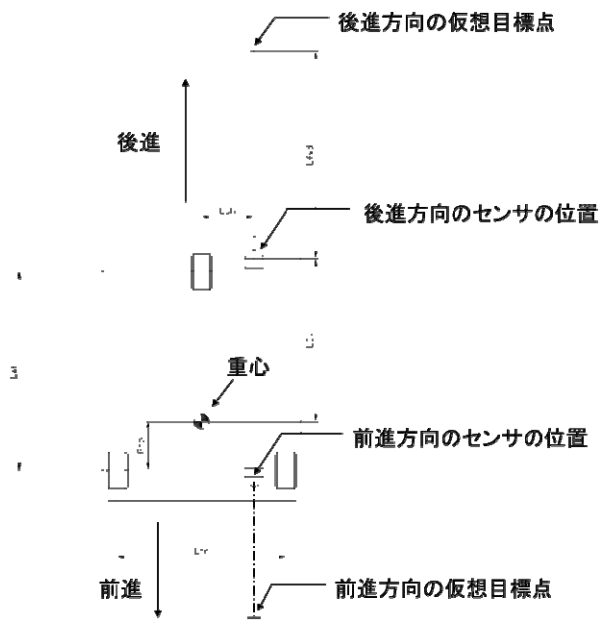 後進方向の仮想目標点
後進
後進方向のセンサの位置
重心
前進方向のセンサの位置
前進
前進方向の仮想目標点